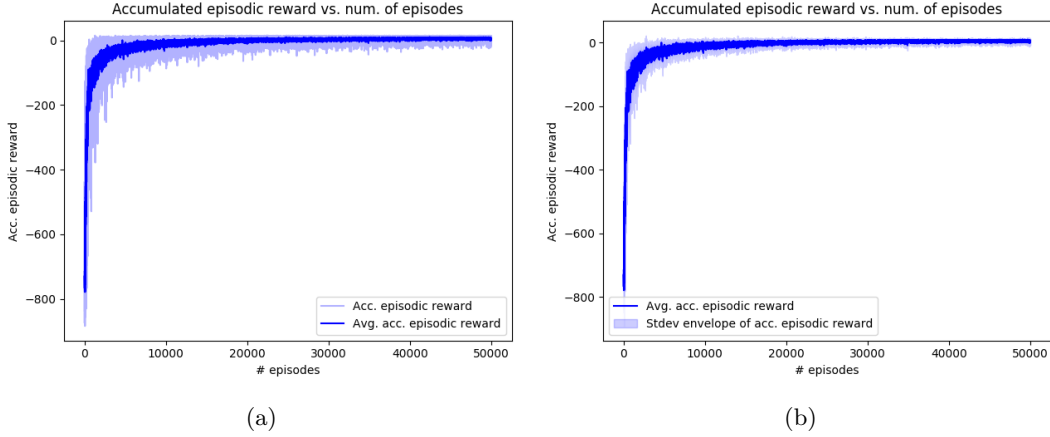 Accumulated episodic reward vs. num. of episodes
Acc. episodic reward
0
−200
−400
−600
−800
Acc. episodic reward
Avg. acc. episodic reward
0 10000 20000 30000 40000 50000
# episodes
(a)
Accumulated episodic reward vs. num. of episodes
Acc. episodic reward
0
−200
−400
−600
−800
Avg. acc. episodic reward
Stdev envelope of acc. episodic reward
0 10000 20000 30000 40000 50000
# episodes
(b)